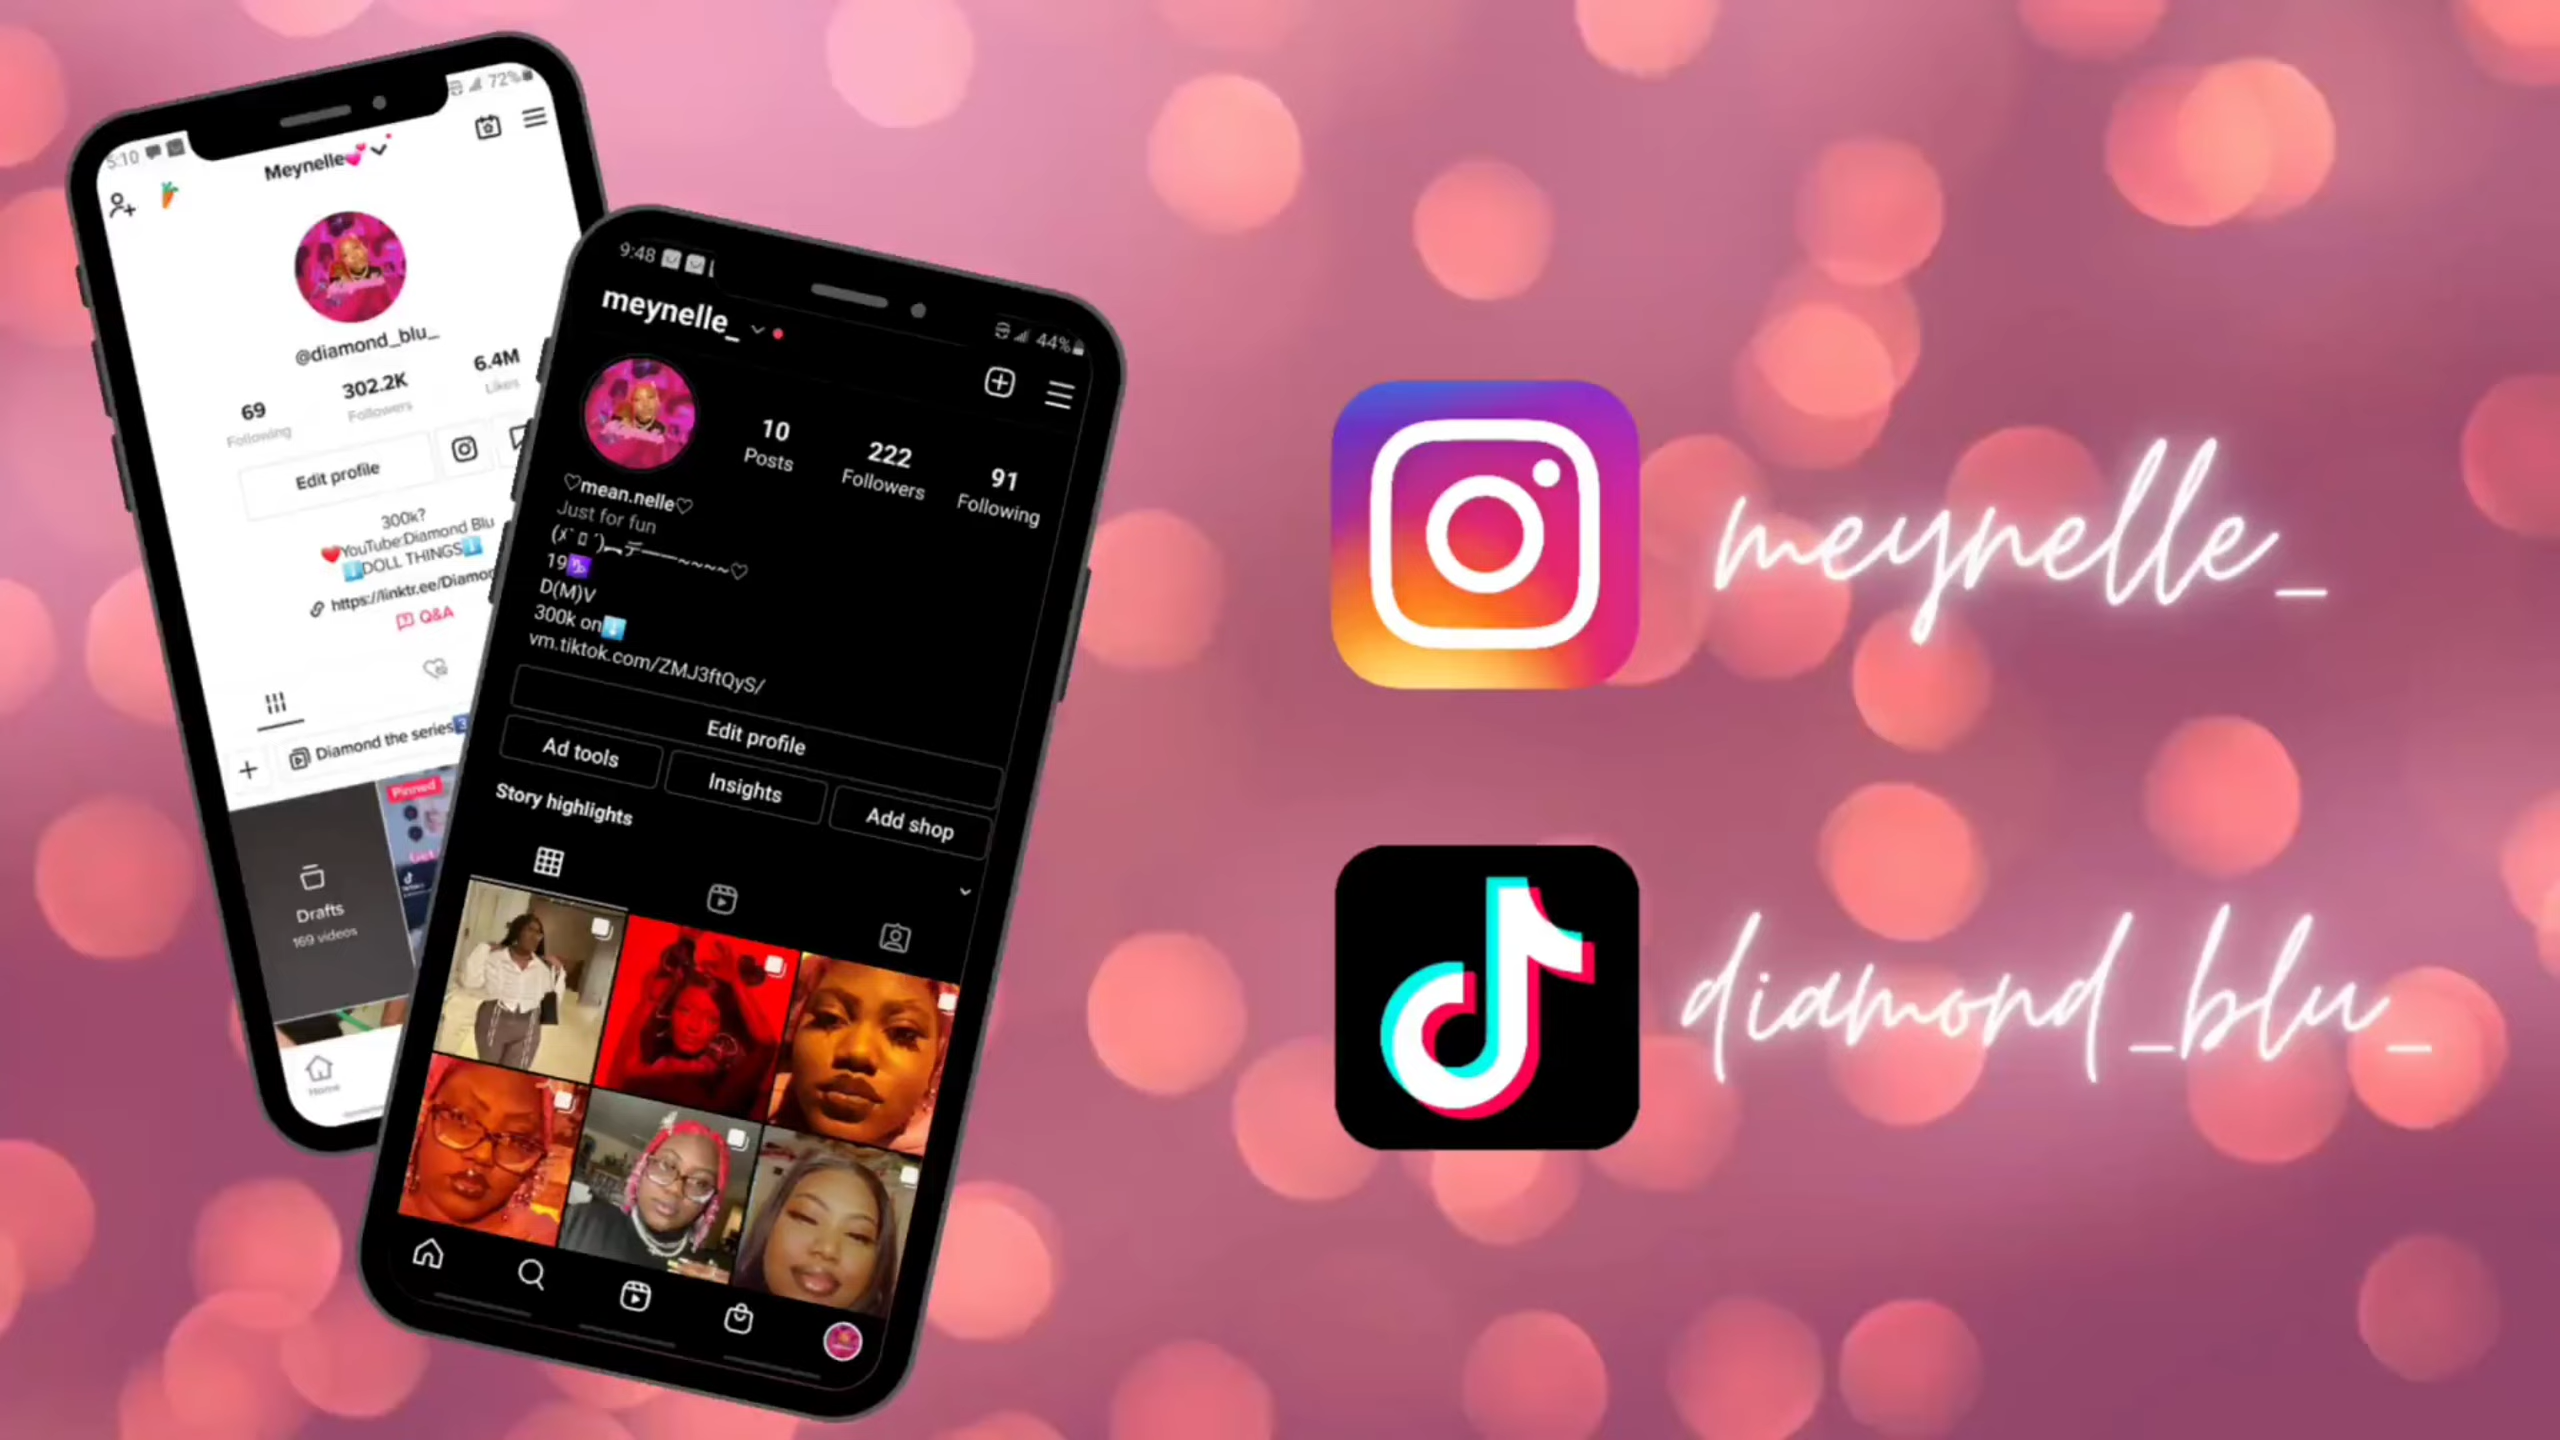 5:10
72%
Meynelle💕
@diamond_blu_
69
Following
302.2K
Followers
6.4M
Likes
Edit profile
300k?
❤️YouTube:Diamond Blu
⬇️DOLL THINGS⬇️
https://linktr.ee/Diamon
Q&A
Diamond the series
Pinned
Drafts
169 videos
Home
9:48
44%
meynelle_
10
Posts
222
Followers
91
Following
♡mean.nelle♡
Just for fun
19♑
D(M)V
300k on⬇️
vm.tiktok.com/ZMJ3ftQyS/
Edit profile
Ad tools
Insights
Add shop
Story highlights
meynelle_
diamond_blu_